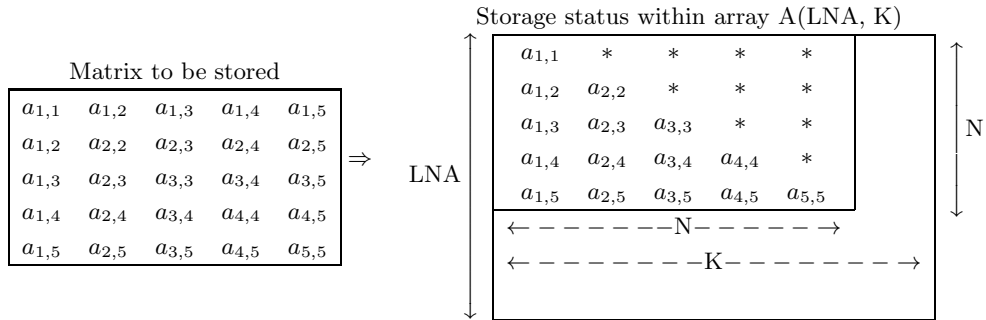 Storage status within array A(LNA, K)
Matrix to be stored
a1,1 a1,2 a1,3 a1,4 a1,5
a1,2 a2,2 a2,3 a2,4 a2,5
a1,3 a2,3 a3,3 a3,4 a3,5
a1,4 a2,4 a3,4 a4,4 a4,5
a1,5 a2,5 a3,5 a4,5 a5,5
⇒
LNA
a1,1 * * * *
a1,2 a2,2 * * *
a1,3 a2,3 a3,3 * *
a1,4 a2,4 a3,4 a4,4 *
a1,5 a2,5 a3,5 a4,5 a5,5
N
N
K